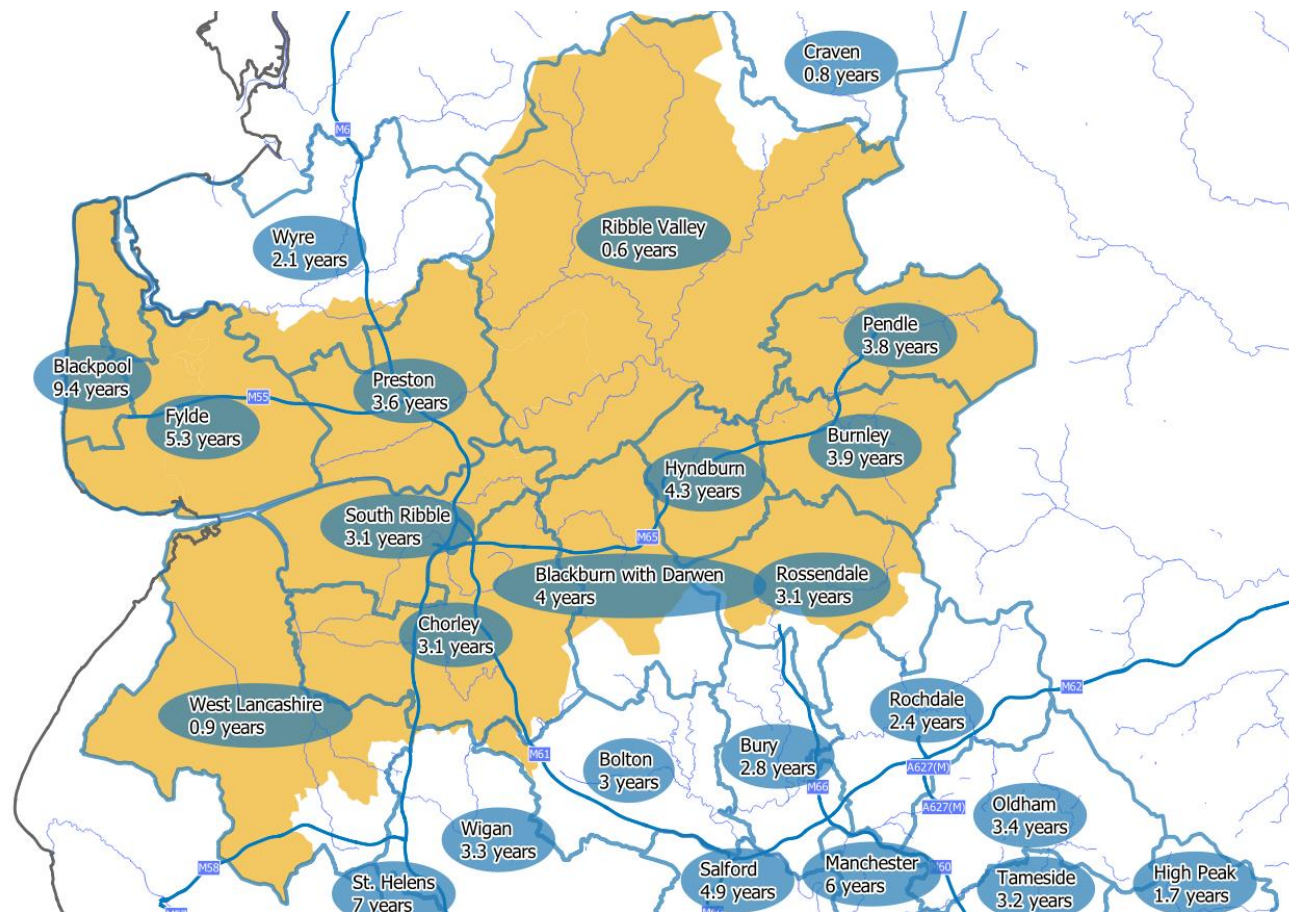 Craven
0.8 years
M6
Wyre
2.1 years
Ribble Valley
0.6 years
Pendle
3.8 years
Blackpool
9.4 years
Preston
3.6 years
M55
Fylde
5.3 years
Burnley
3.9 years
Hyndburn
4.3 years
South Ribble
3.1 years
M65
Blackburn with Darwen
4 years
Rossendale
3.1 years
Chorley
3.1 years
West Lancashire
0.9 years
Rochdale
2.4 years
M62
M61
Bolton
3 years
Bury
2.8 years
A627(M)
M66
A627(M)
Oldham
3.4 years
Wigan
3.3 years
M58
St. Helens
7 years
Salford
4.9 years
Manchester
6 years
M60
Tameside
3.2 years
High Peak
1.7 years